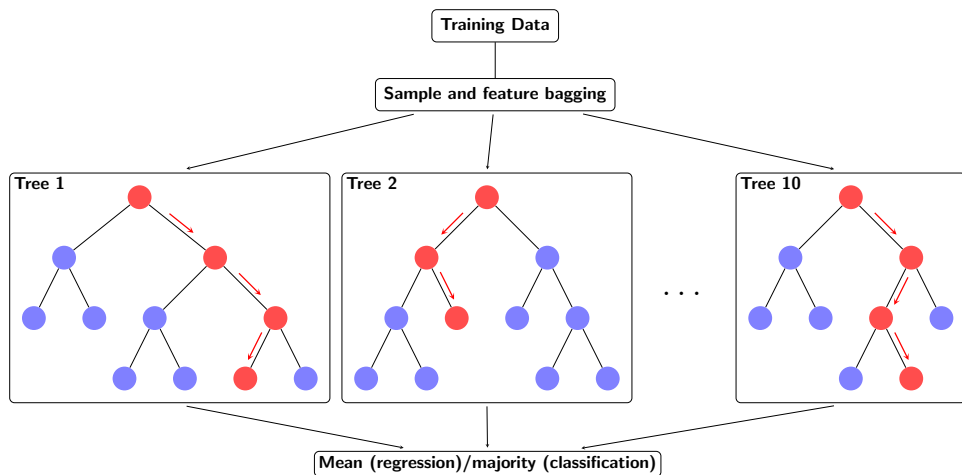 Training Data
Sample and feature bagging
Tree 1
Tree 2
Tree 10
. . .
Mean (regression)/majority (classification)